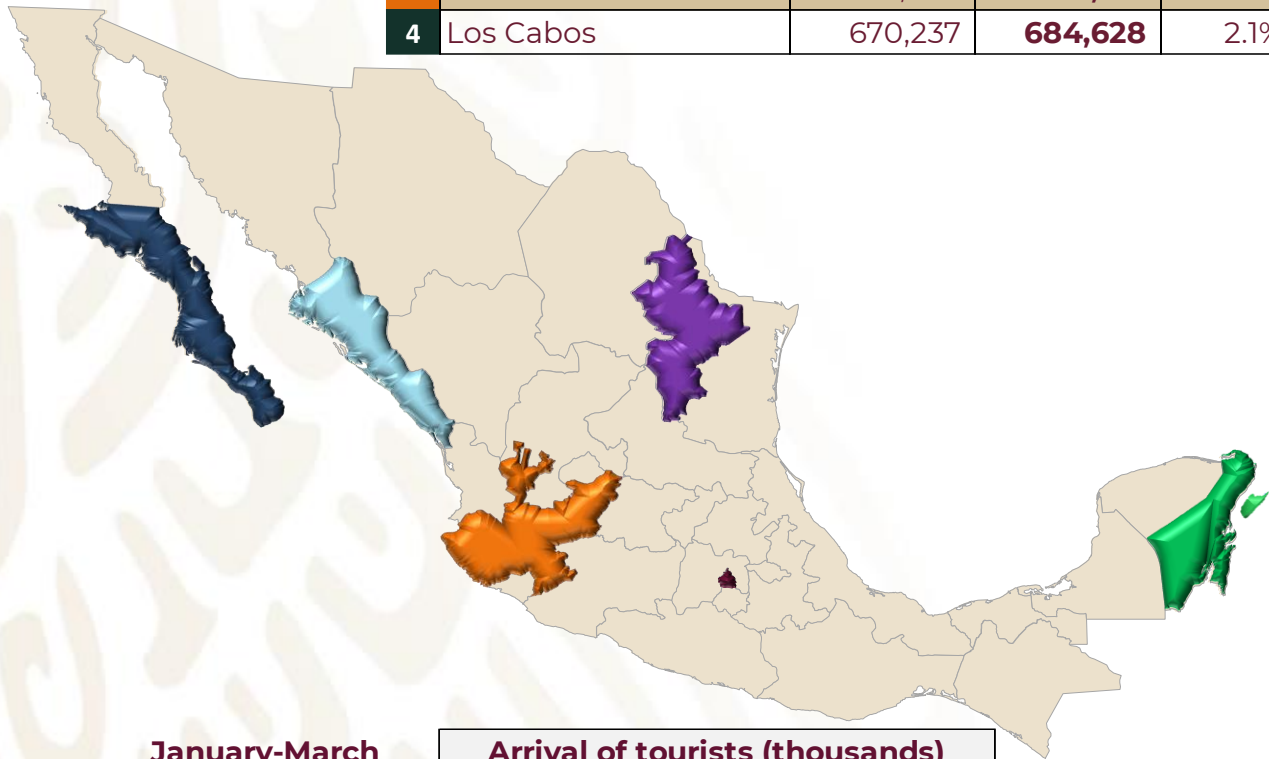 4 Los Cabos 670,237 684,628 2.1%
January-March Arrival of tourists (thousands)